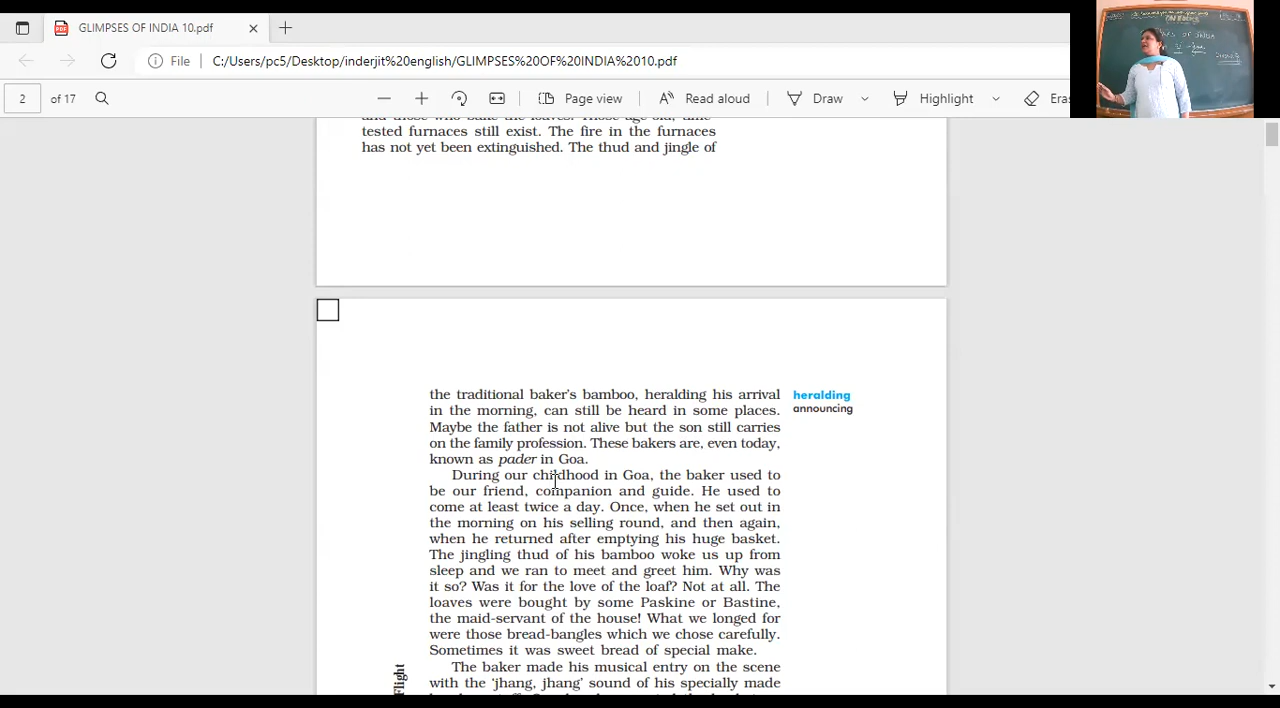 GLIMPSES OF INDIA 10.pdf
File C:/Users/pc5/Desktop/inderjit%20english/GLIMPSES%20OF%20INDIA%2010.pdf
2 of 17 Page view Read aloud Draw Highlight Eras
and those who bake the loaves. Those age-old, time-
tested furnaces still exist. The fire in the furnaces
has not yet been extinguished. The thud and jingle of
the traditional baker's bamboo, heralding his arrival
in the morning, can still be heard in some places.
Maybe the father is not alive but the son still carries
on the family profession. These bakers are, even today,
known as pader in Goa.
heralding
announcing
During our childhood in Goa, the baker used to
be our friend, companion and guide. He used to
come at least twice a day. Once, when he set out in
the morning on his selling round, and then again,
when he returned after emptying his huge basket.
The jingling thud of his bamboo woke us up from
sleep and we ran to meet and greet him. Why was
it so? Was it for the love of the loaf? Not at all. The
loaves were bought by some Paskine or Bastine,
the maid-servant of the house! What we longed for
were those bread-bangles which we chose carefully.
Sometimes it was sweet bread of special make.
The baker made his musical entry on the scene
with the 'jhang, jhang' sound of his specially made
Flight